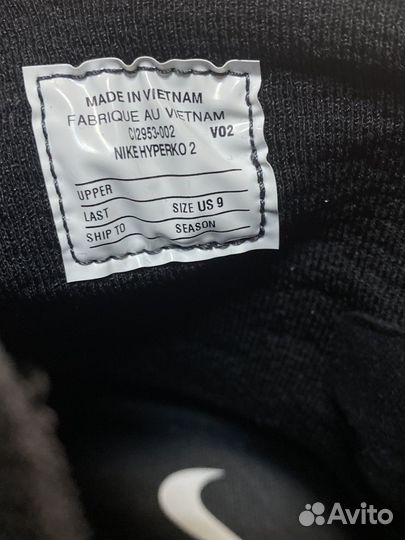 MADE IN VIETNAM
FABRIQUE AU VIETNAM
CI2953-002 V02
NIKE HYPERKO 2
UPPER
LAST SIZE US 9
SHIP TO SEASON
Avito